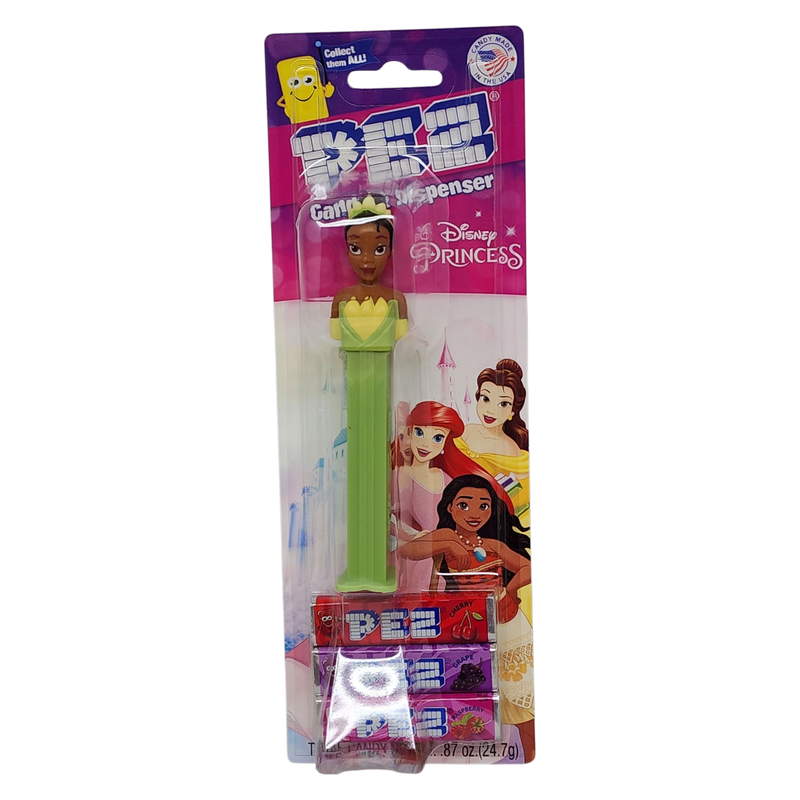 Collect
them ALL!
CANDY MADE
IN THE USA
PEZ®
Candy Dispenser
Disney
PRINCESS
PEZ CHERRY
PEZ GRAPE
PEZ RASPBERRY
CANDY .87 oz.(24.7g)